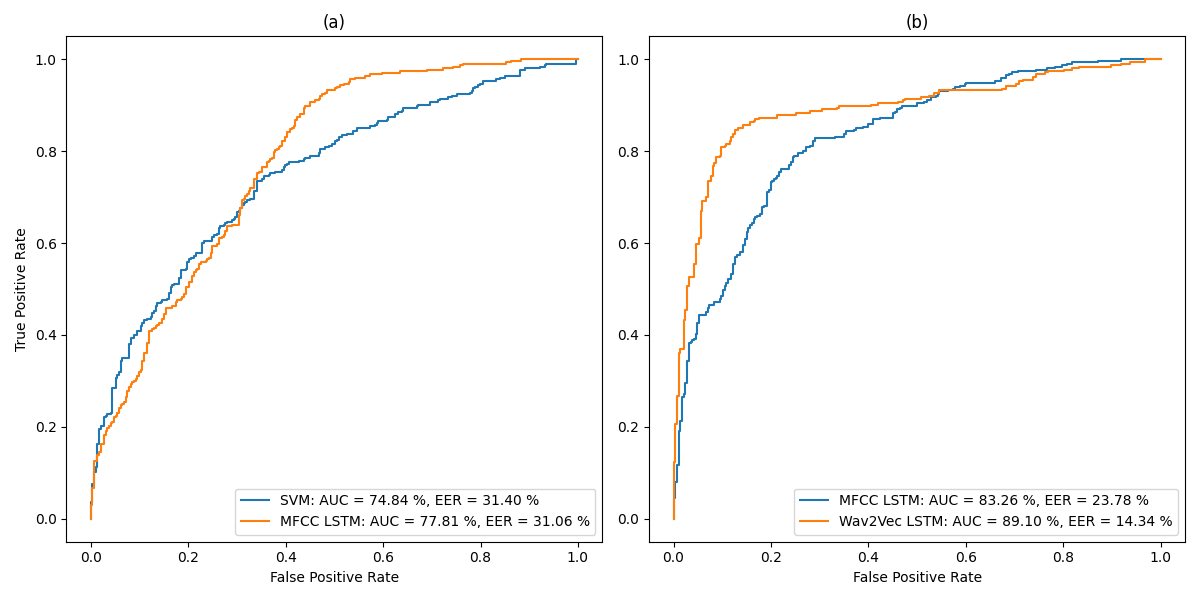 (a)
True Positive Rate
1.0
0.8
0.6
0.4
0.2
0.0
SVM: AUC = 74.84 %, EER = 31.40 %
MFCC LSTM: AUC = 77.81 %, EER = 31.06 %
0.0 0.2 0.4 0.6 0.8 1.0
False Positive Rate
(b)
1.0
0.8
0.6
0.4
0.2
0.0
MFCC LSTM: AUC = 83.26 %, EER = 23.78 %
Wav2Vec LSTM: AUC = 89.10 %, EER = 14.34 %
0.0 0.2 0.4 0.6 0.8 1.0
False Positive Rate